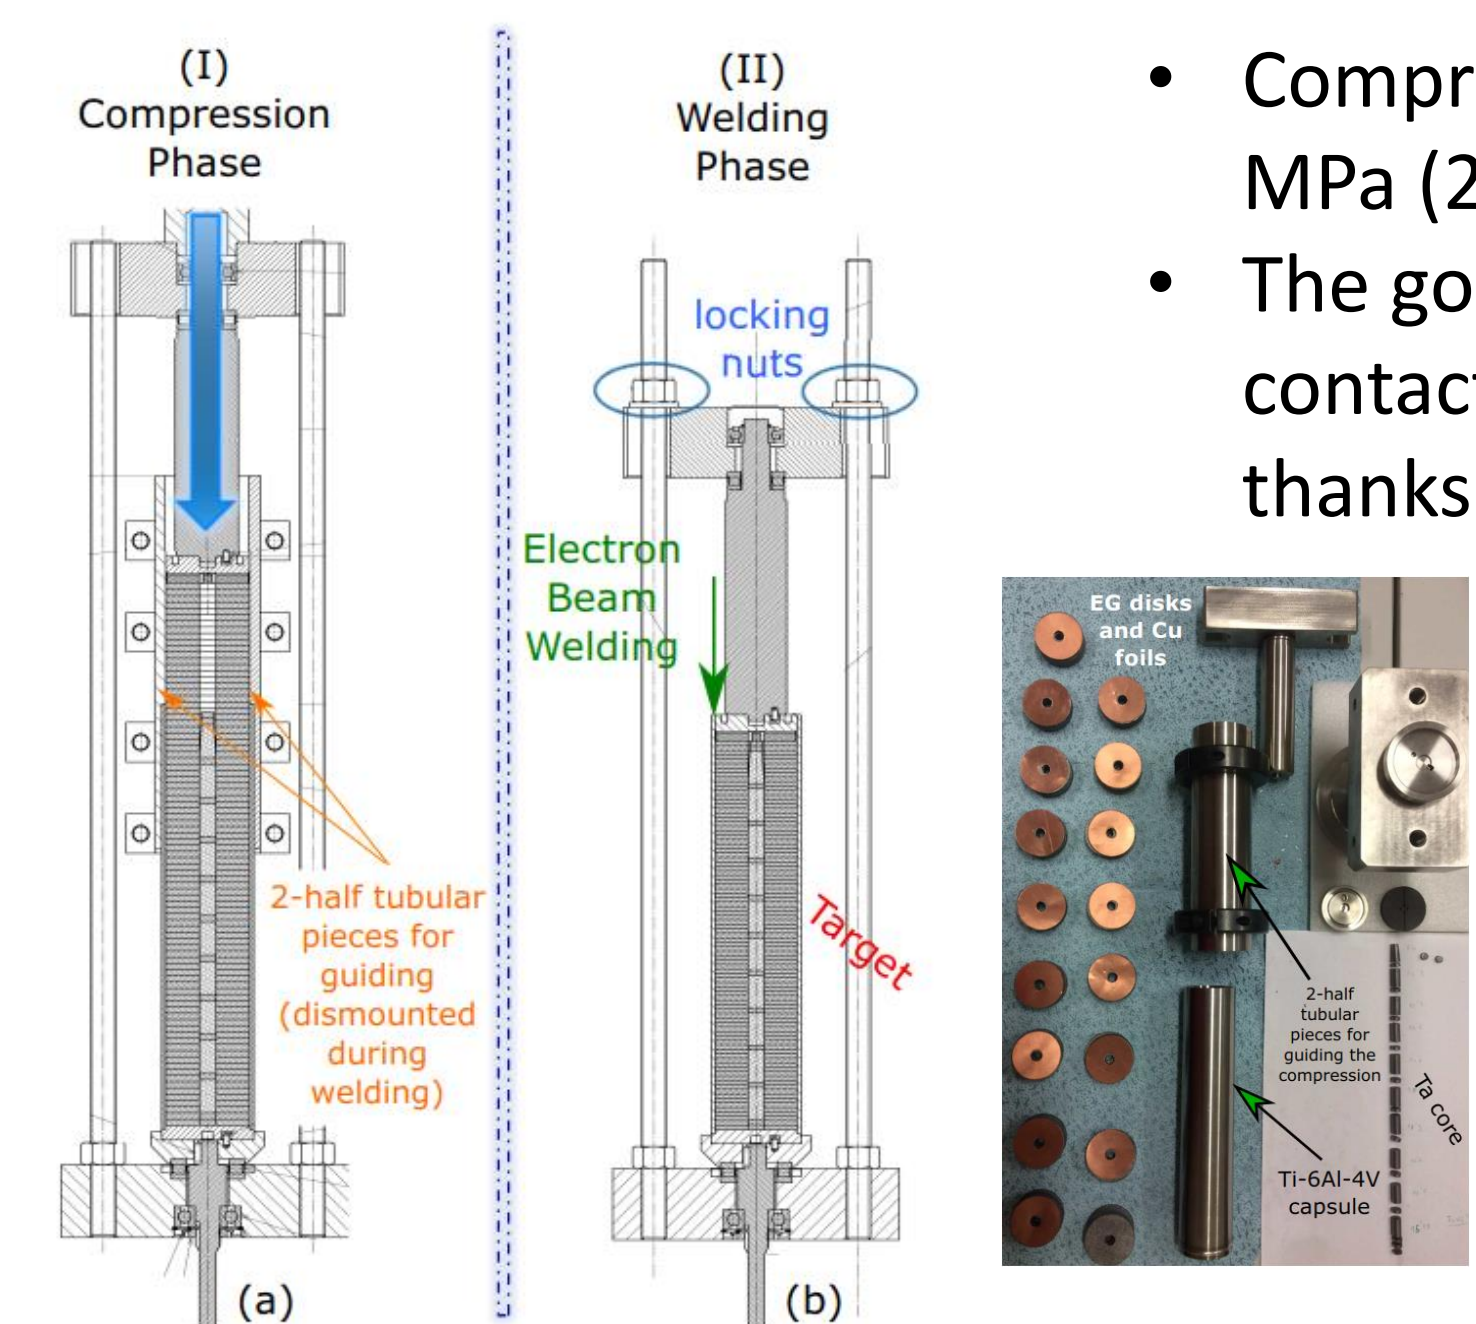 (I)
Compression
Phase
(II)
Welding
Phase
locking
nuts
Electron
Beam
Welding
2-half tubular
pieces for
guiding
(dismounted
during
welding)
Target
(a)
(b)
• Compr
MPa (2
• The go
contact
thanks
EG disks
and Cu
foils
2-half
tubular
pieces for
guiding the
compression
Ta core
Ti-6Al-4V
capsule